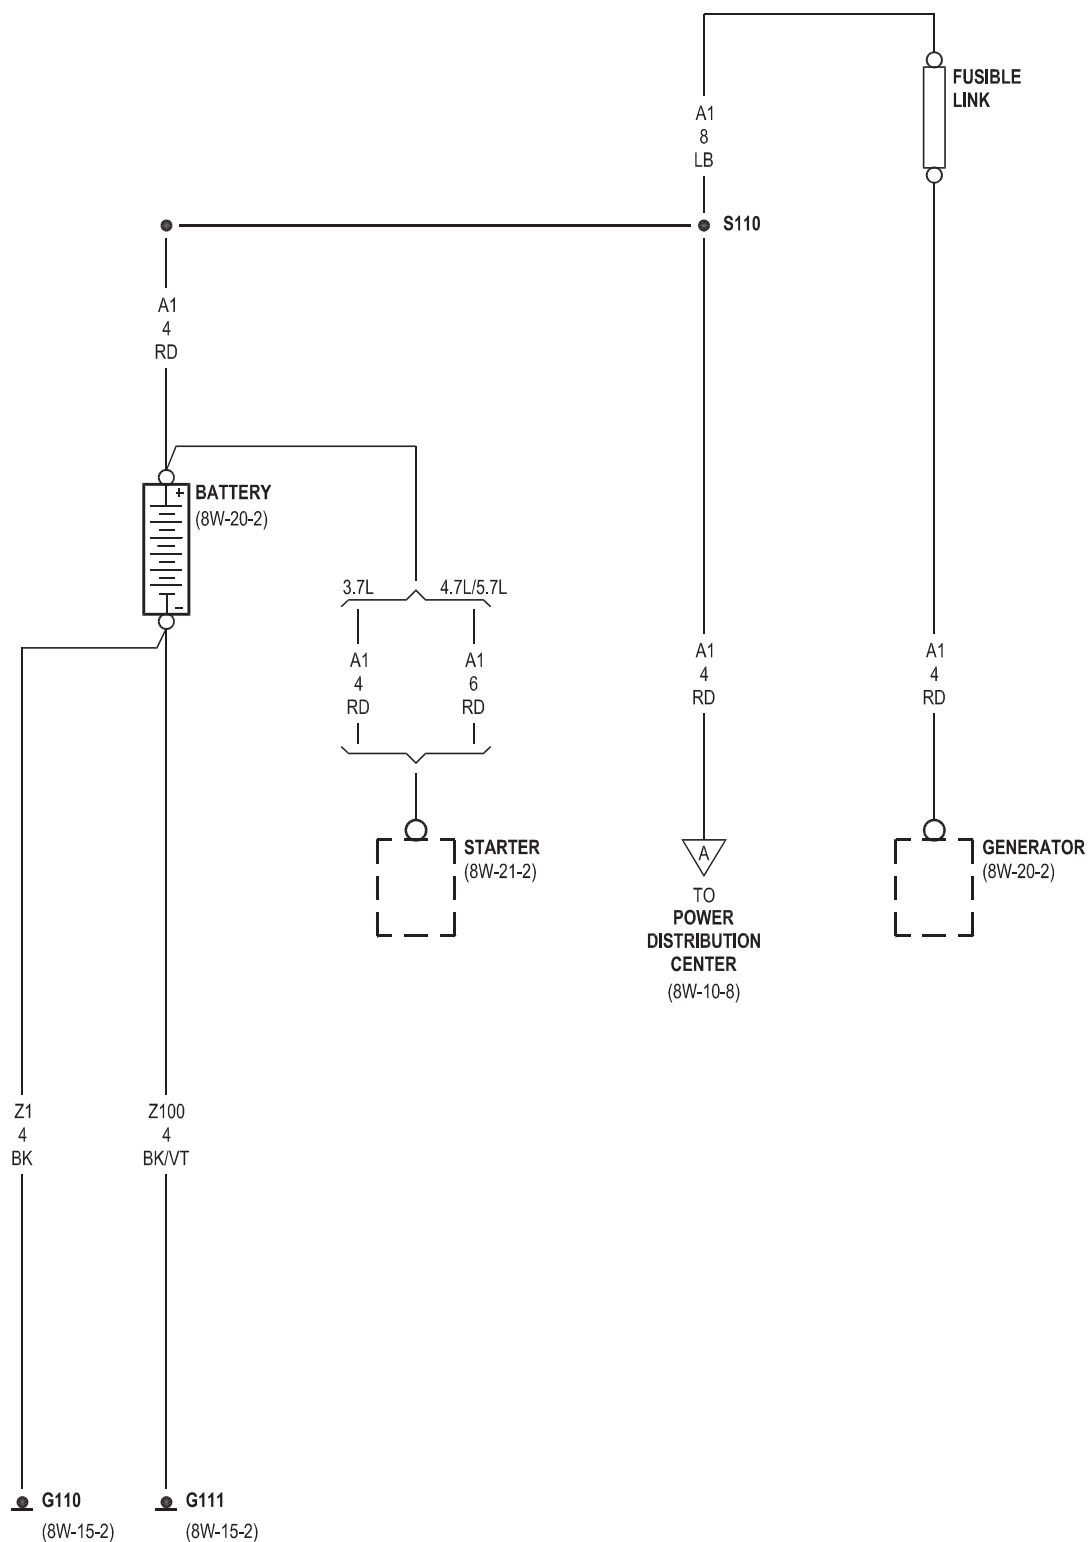 FUSIBLE
LINK
A1
8
LB
S110
A1
4
RD
+
BATTERY
(8W-20-2)
−
3.7L
4.7L/5.7L
A1
4
RD
A1
6
RD
A1
4
RD
A1
4
RD
STARTER
(8W-21-2)
A
TO
POWER
DISTRIBUTION
CENTER
(8W-10-8)
GENERATOR
(8W-20-2)
Z1
4
BK
Z100
4
BK/VT
G110
(8W-15-2)
G111
(8W-15-2)